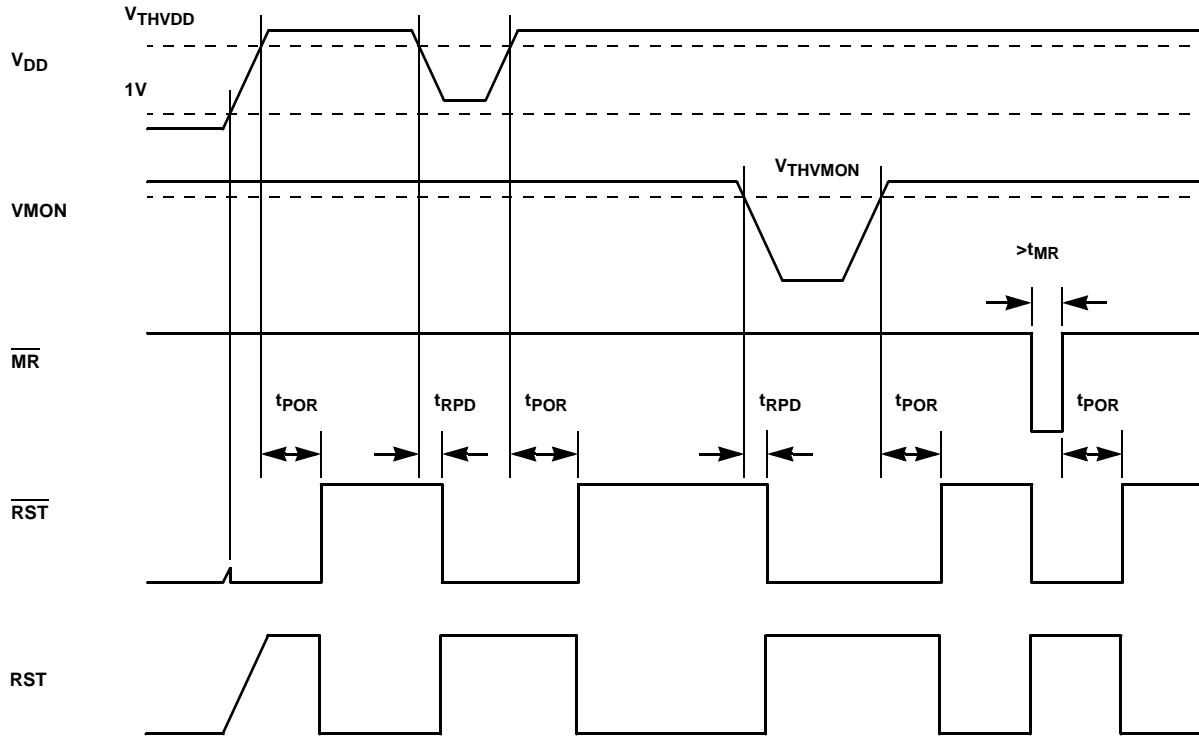 VTHVDD
VDD
1V
VTHVMON
VMON
>tMR
MR
tPOR tRPD tPOR tRPD tPOR tPOR
RST
RST